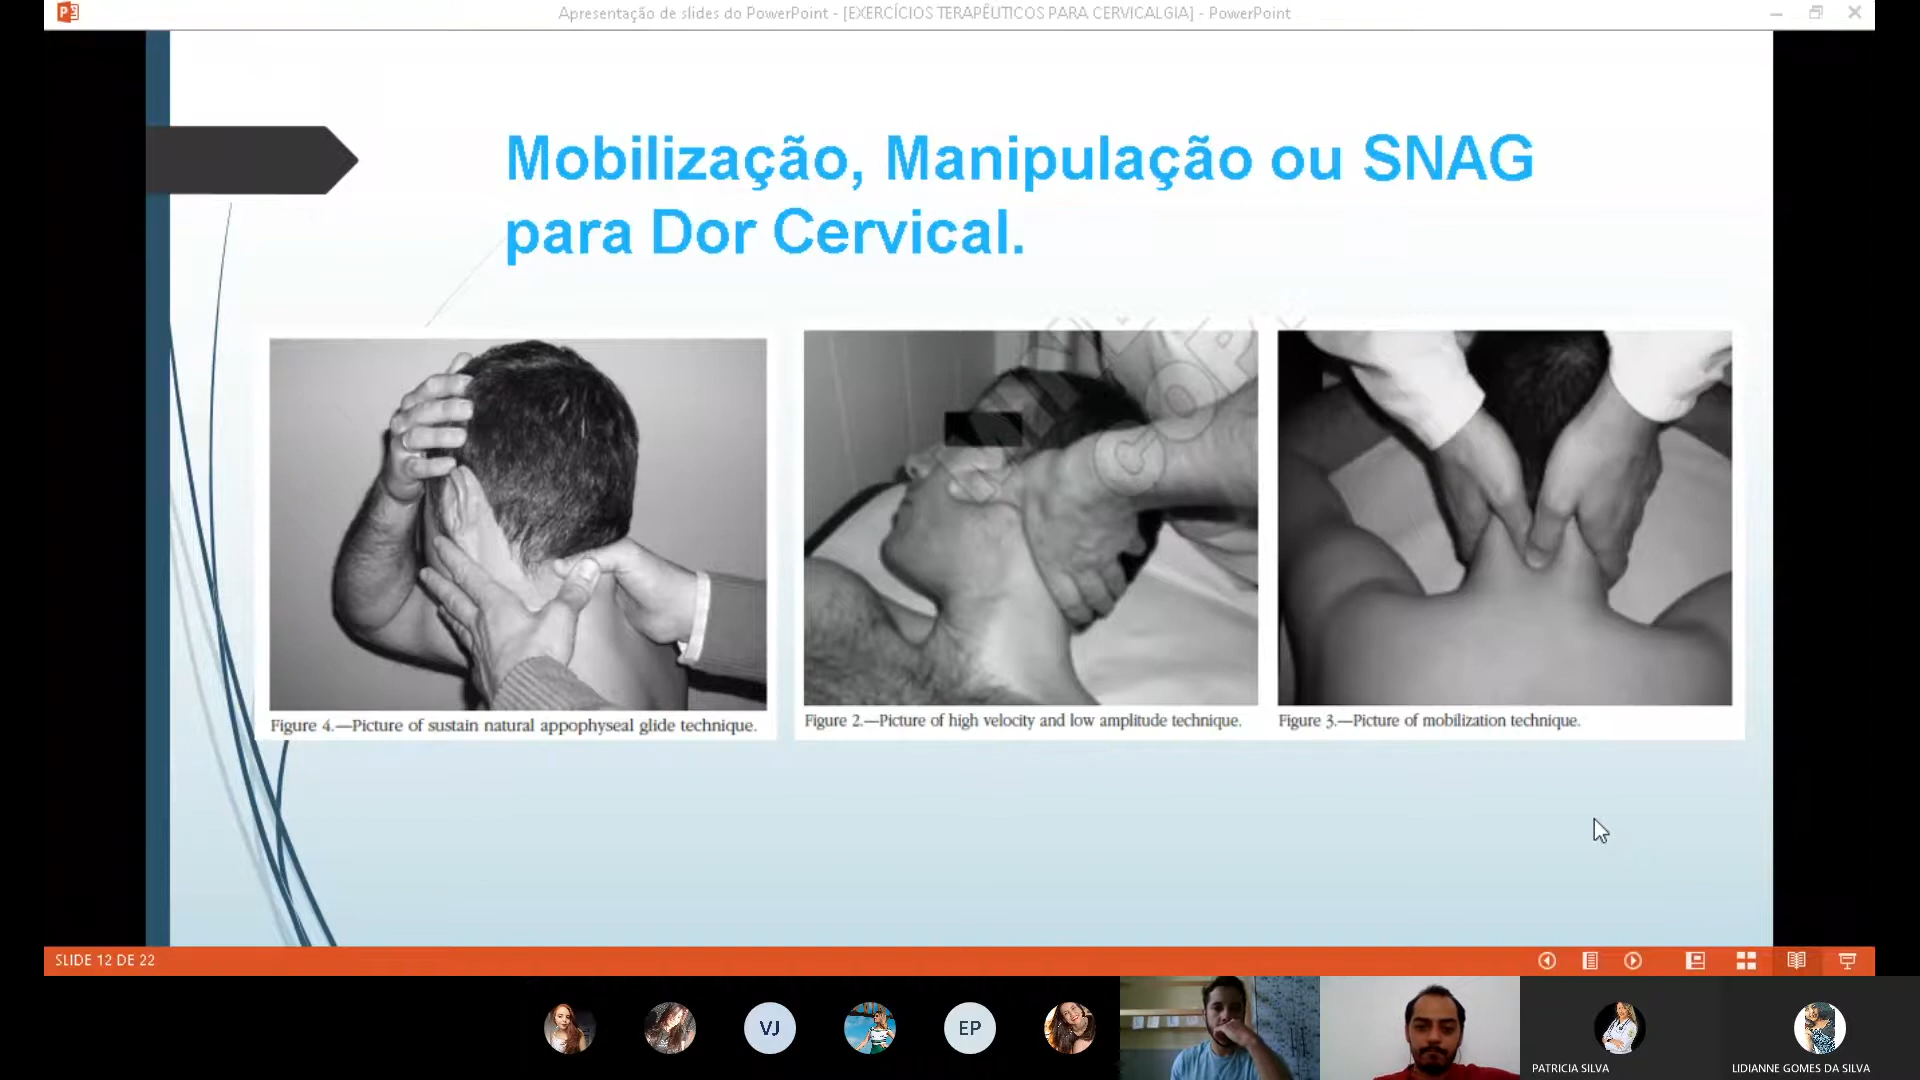 Apresentação de slides do PowerPoint - [EXERCÍCIOS TERAPÊUTICOS PARA CERVICALGIA] - PowerPoint
Mobilização, Manipulação ou SNAG
para Dor Cervical.
Figure 4.—Picture of sustain natural appophyseal glide technique.
Figure 2.—Picture of high velocity and low amplitude technique.
Figure 3.—Picture of mobilization technique.
SLIDE 12 DE 22
VJ
EP
PATRICIA SILVA
LIDIANNE GOMES DA SILVA